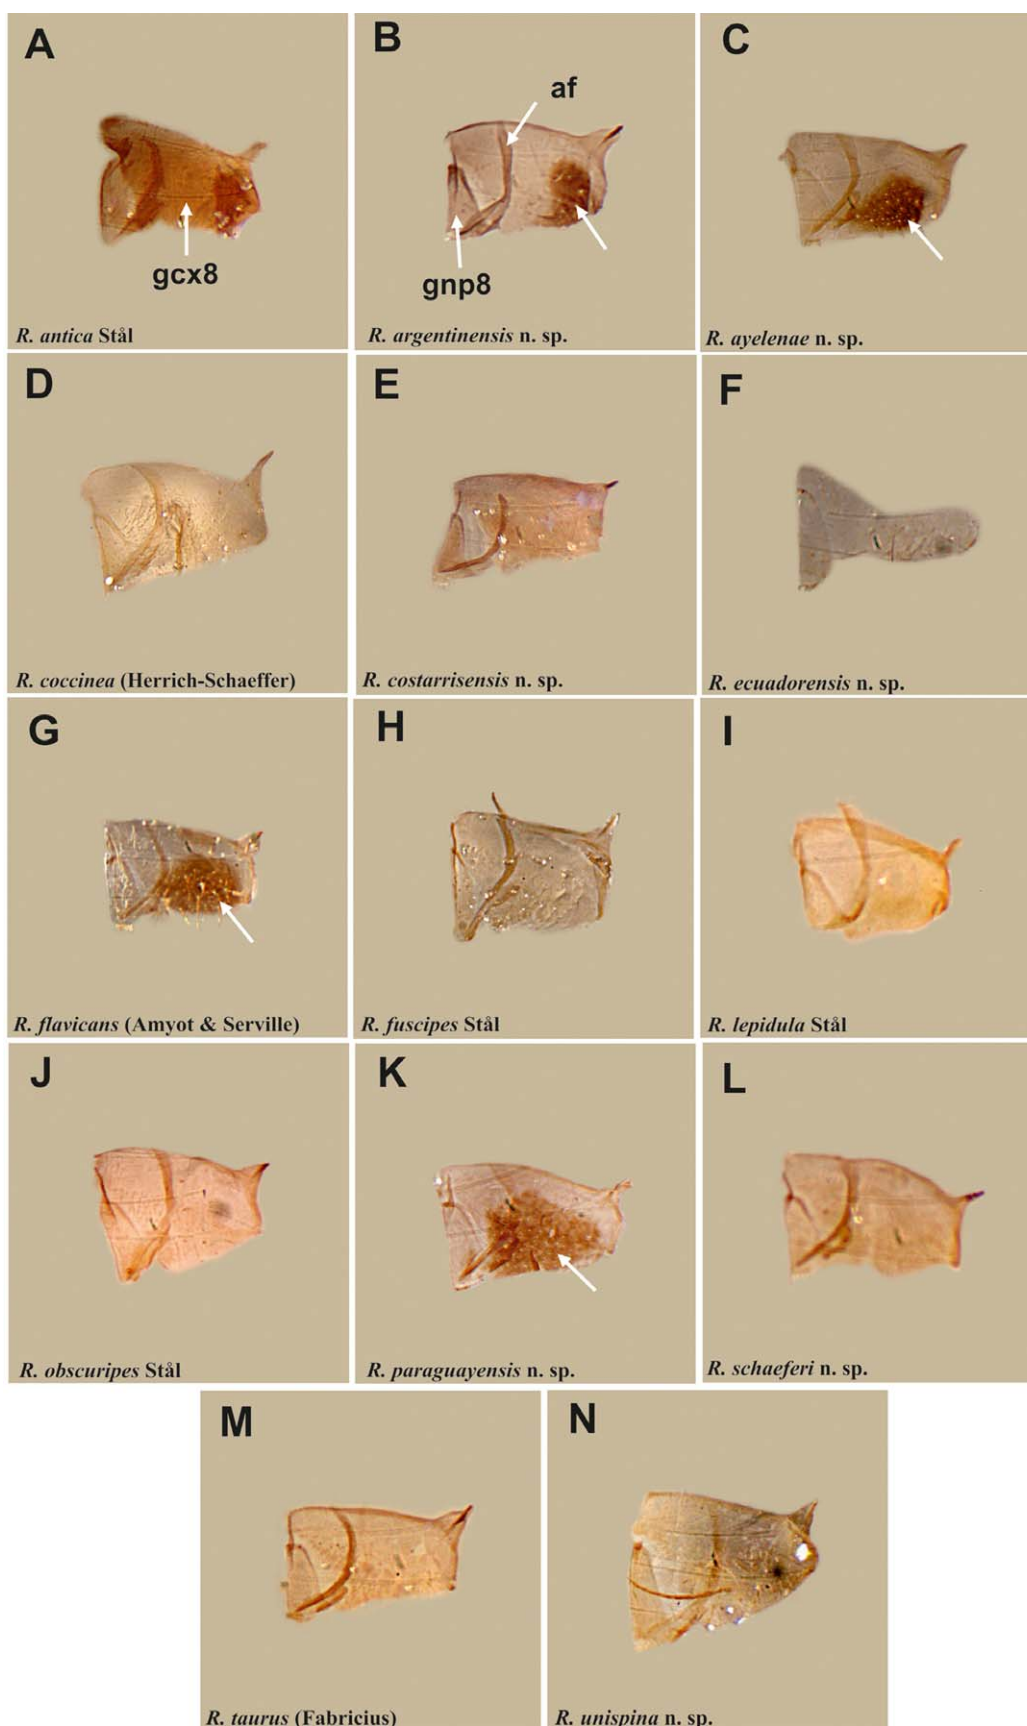 A
B
C
af
gcx8
gnp8
R. antica Stål
R. argentinensis n. sp.
R. ayelenae n. sp.
D
E
F
R. coccinea (Herrich-Schaeffer)
R. costarrisensis n. sp.
R. ecuadorensis n. sp.
G
H
I
R. flavicans (Amyot & Serville)
R. fuscipes Stål
R. lepidula Stål
J
K
L
R. obscuripes Stål
R. paraguayensis n. sp.
R. schaeferi n. sp.
M
N
R. taurus (Fabricius)
R. unispina n. sp.